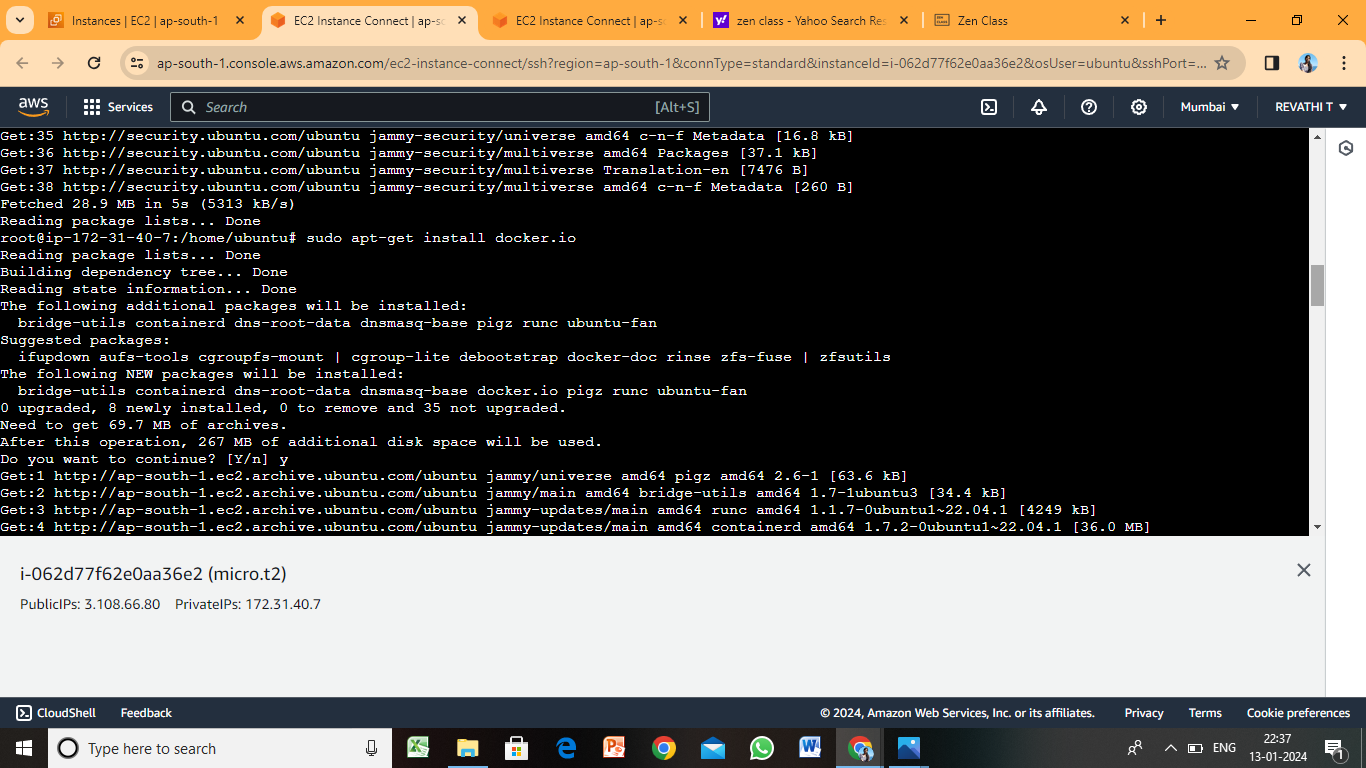 Instances | EC2 | ap-south-1
EC2 Instance Connect | ap-sc
EC2 Instance Connect | ap-sc
zen class - Yahoo Search Res
Zen Class
ap-south-1.console.aws.amazon.com/ec2-instance-connect/ssh?region=ap-south-1&connType=standard&instanceId=i-062d77f62e0aa36e2&osUser=ubuntu&sshPort=...
aws
Services
Search
[Alt+S]
Mumbai
REVATHI T
Get:35 http://security.ubuntu.com/ubuntu jammy-security/universe amd64 c-n-f Metadata [16.8 kB]
Get:36 http://security.ubuntu.com/ubuntu jammy-security/multiverse amd64 Packages [37.1 kB]
Get:37 http://security.ubuntu.com/ubuntu jammy-security/multiverse Translation-en [7476 B]
Get:38 http://security.ubuntu.com/ubuntu jammy-security/multiverse amd64 c-n-f Metadata [260 B]
Fetched 28.9 MB in 5s (5313 kB/s)
Reading package lists... Done
root@ip-172-31-40-7:/home/ubuntu# sudo apt-get install docker.io
Reading package lists... Done
Building dependency tree... Done
Reading state information... Done
The following additional packages will be installed:
bridge-utils containerd dns-root-data dnsmasq-base pigz runc ubuntu-fan
Suggested packages:
ifupdown aufs-tools cgroupfs-mount | cgroup-lite debootstrap docker-doc rinse zfs-fuse | zfsutils
The following NEW packages will be installed:
bridge-utils containerd dns-root-data dnsmasq-base docker.io pigz runc ubuntu-fan
0 upgraded, 8 newly installed, 0 to remove and 35 not upgraded.
Need to get 69.7 MB of archives.
After this operation, 267 MB of additional disk space will be used.
Do you want to continue? [Y/n] y
Get:1 http://ap-south-1.ec2.archive.ubuntu.com/ubuntu jammy/universe amd64 pigz amd64 2.6-1 [63.6 kB]
Get:2 http://ap-south-1.ec2.archive.ubuntu.com/ubuntu jammy/main amd64 bridge-utils amd64 1.7-1ubuntu3 [34.4 kB]
Get:3 http://ap-south-1.ec2.archive.ubuntu.com/ubuntu jammy-updates/main amd64 runc amd64 1.1.7-0ubuntu1~22.04.1 [4249 kB]
Get:4 http://ap-south-1.ec2.archive.ubuntu.com/ubuntu jammy-updates/main amd64 containerd amd64 1.7.2-0ubuntu1~22.04.1 [36.0 MB]
i-062d77f62e0aa36e2 (micro.t2)
PublicIPs: 3.108.66.80 PrivateIPs: 172.31.40.7
CloudShell
Feedback
© 2024, Amazon Web Services, Inc. or its affiliates.
Privacy
Terms
Cookie preferences
Type here to search
ENG
22:37
13-01-2024
1